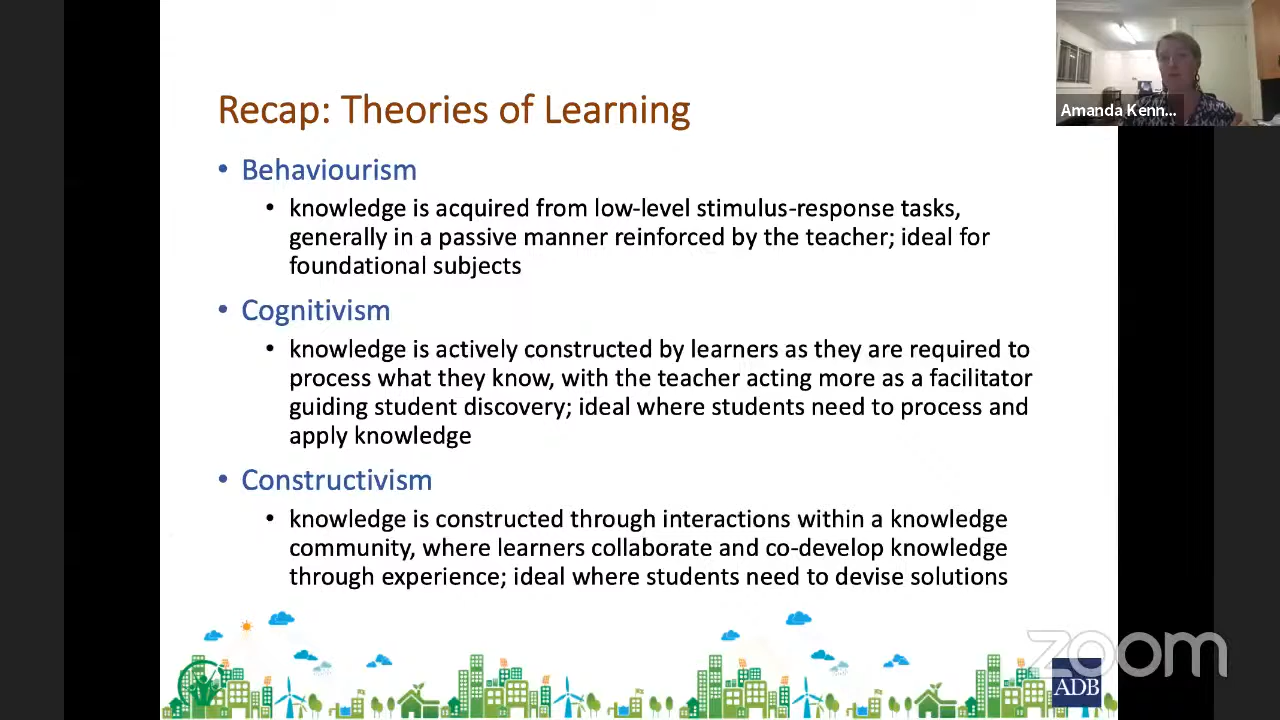 Recap: Theories of Learning
Amanda Kenn...
• Behaviourism
• knowledge is acquired from low-level stimulus-response tasks,
generally in a passive manner reinforced by the teacher; ideal for
foundational subjects
• Cognitivism
• knowledge is actively constructed by learners as they are required to
process what they know, with the teacher acting more as a facilitator
guiding student discovery; ideal where students need to process and
apply knowledge
• Constructivism
• knowledge is constructed through interactions within a knowledge
community, where learners collaborate and co-develop knowledge
through experience; ideal where students need to devise solutions
zoom
ADB